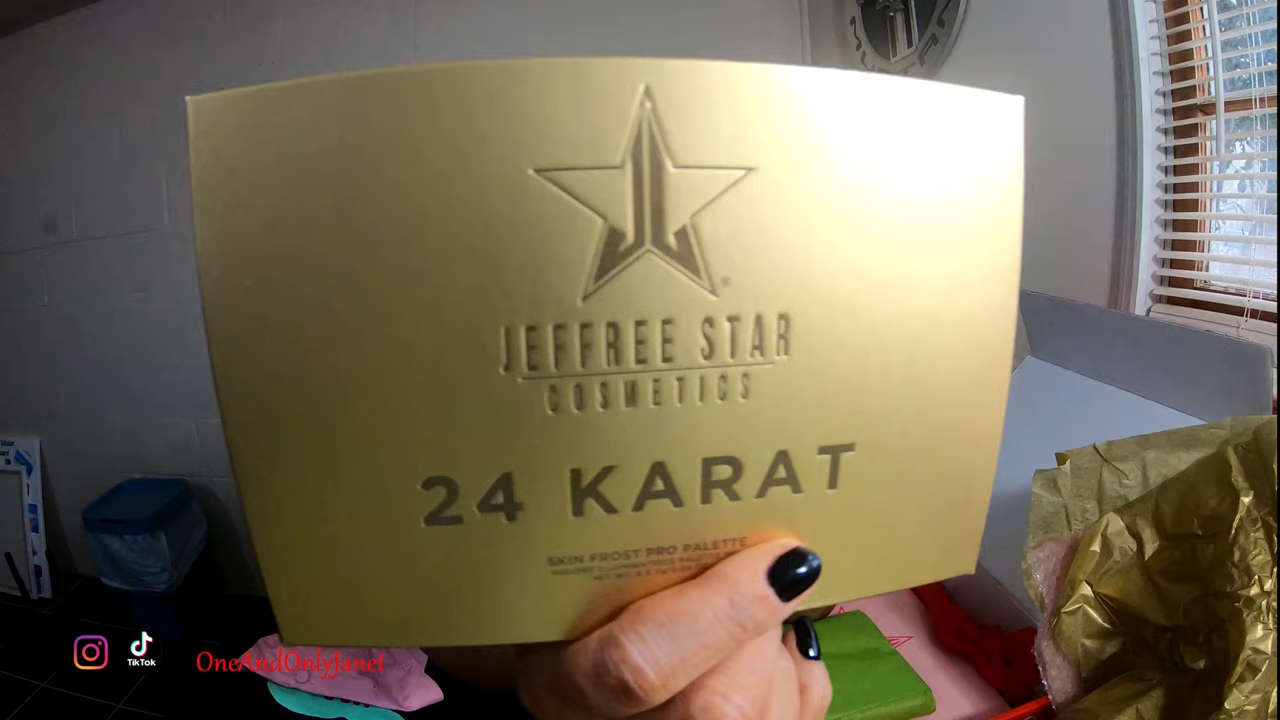 JEFFREE STAR
COSMETICS
24 KARAT
SKIN FROST PRO PALETTE
TikTok
OneAndOnlyJanet